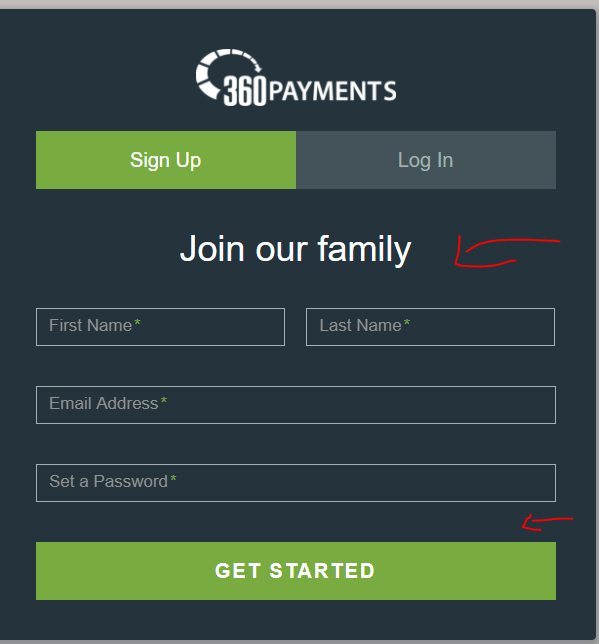 360PAYMENTS
Sign Up Log In
Join our family
First Name* Last Name*
Email Address*
Set a Password*
GET STARTED